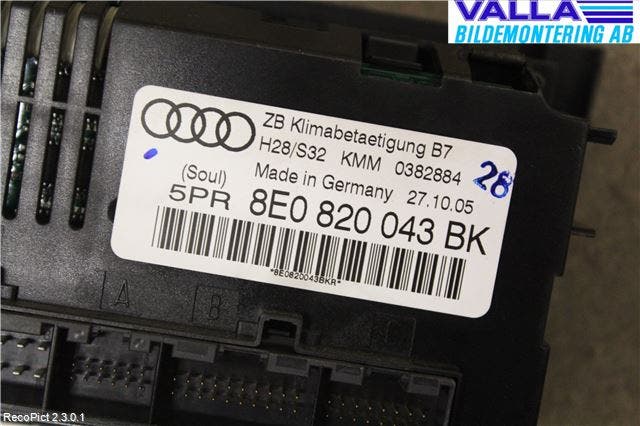 VALLA
BILDEMONTERING AB
ZB Klimabetaetigung B7
H28/S32 KMM 0382884
28
(Soul) Made in Germany 27.10.05
5PR 8E0 820 043 BK
*8E0820043BKR*
A
B
C
RecoPict 2.3.0.1